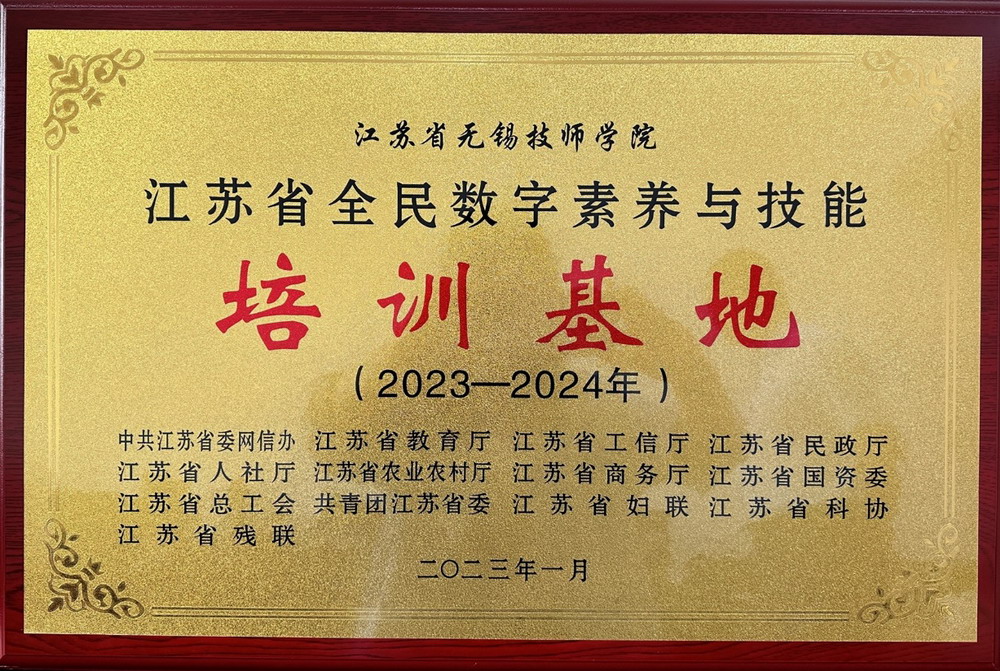 江苏省无锡技师学院
江苏省全民数字素养与技能
培训基地
（2023—2024年）
中共江苏省委网信办 江苏省教育厅 江苏省工信厅 江苏省民政厅
江苏省人社厅 江苏省农业农村厅 江苏省商务厅 江苏省国资委
江苏省总工会 共青团江苏省委 江苏省妇联 江苏省科协
江苏省残联
二〇二三年一月